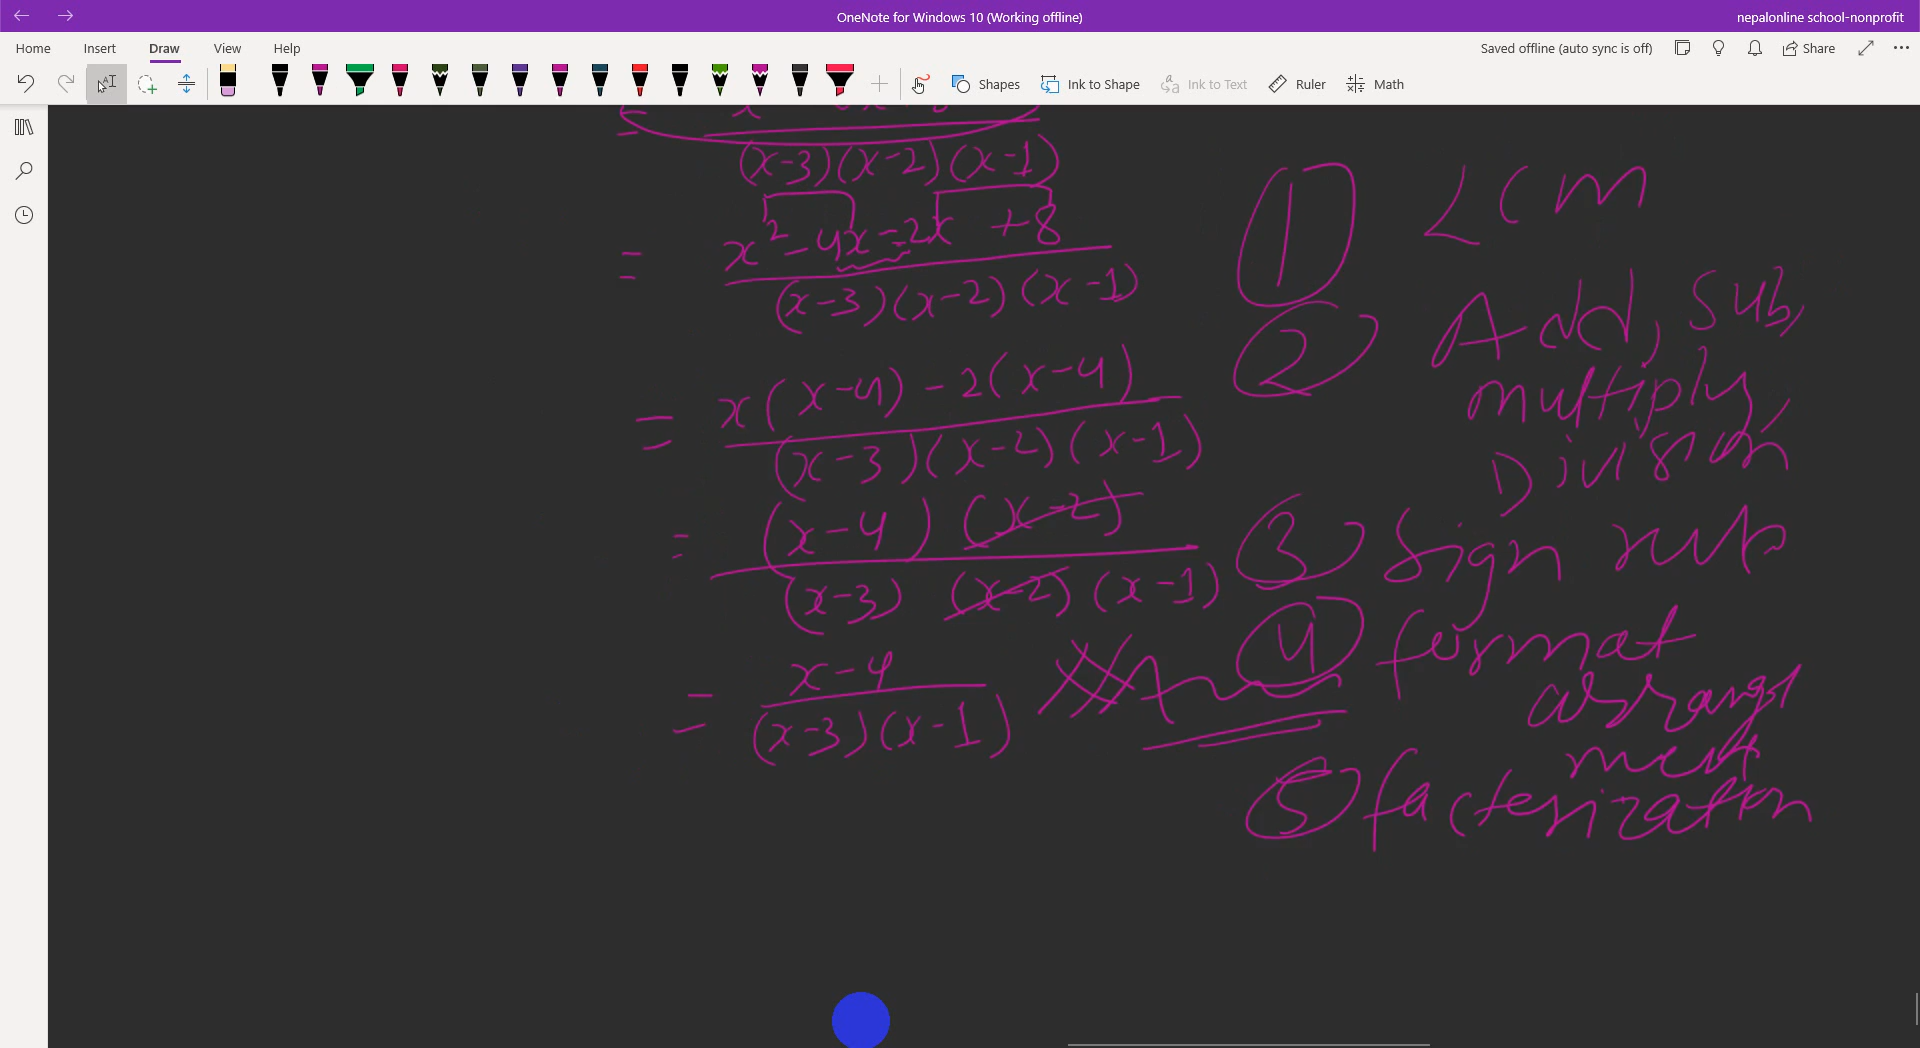 OneNote for Windows 10 (Working offline)
nepalonline school-nonprofit
Home Insert Draw View Help
Saved offline (auto sync is off) Share
Shapes Ink to Shape Ink to Text Ruler Math
(x-3)(x-2)(x-1)
= x² - 4x - 2x + 8
(x-3)(x-2)(x-1)
= x(x-4) - 2(x-4)
(x-3)(x-2)(x-1)
= (x-4)(x-2)
(x-3)(x-2)(x-1)
= x-4
(x-3)(x-1)
1 LCM
2 Add, Sub,
multiply,
Division
3 Sign
4 format
arrange
ment
5 facterization